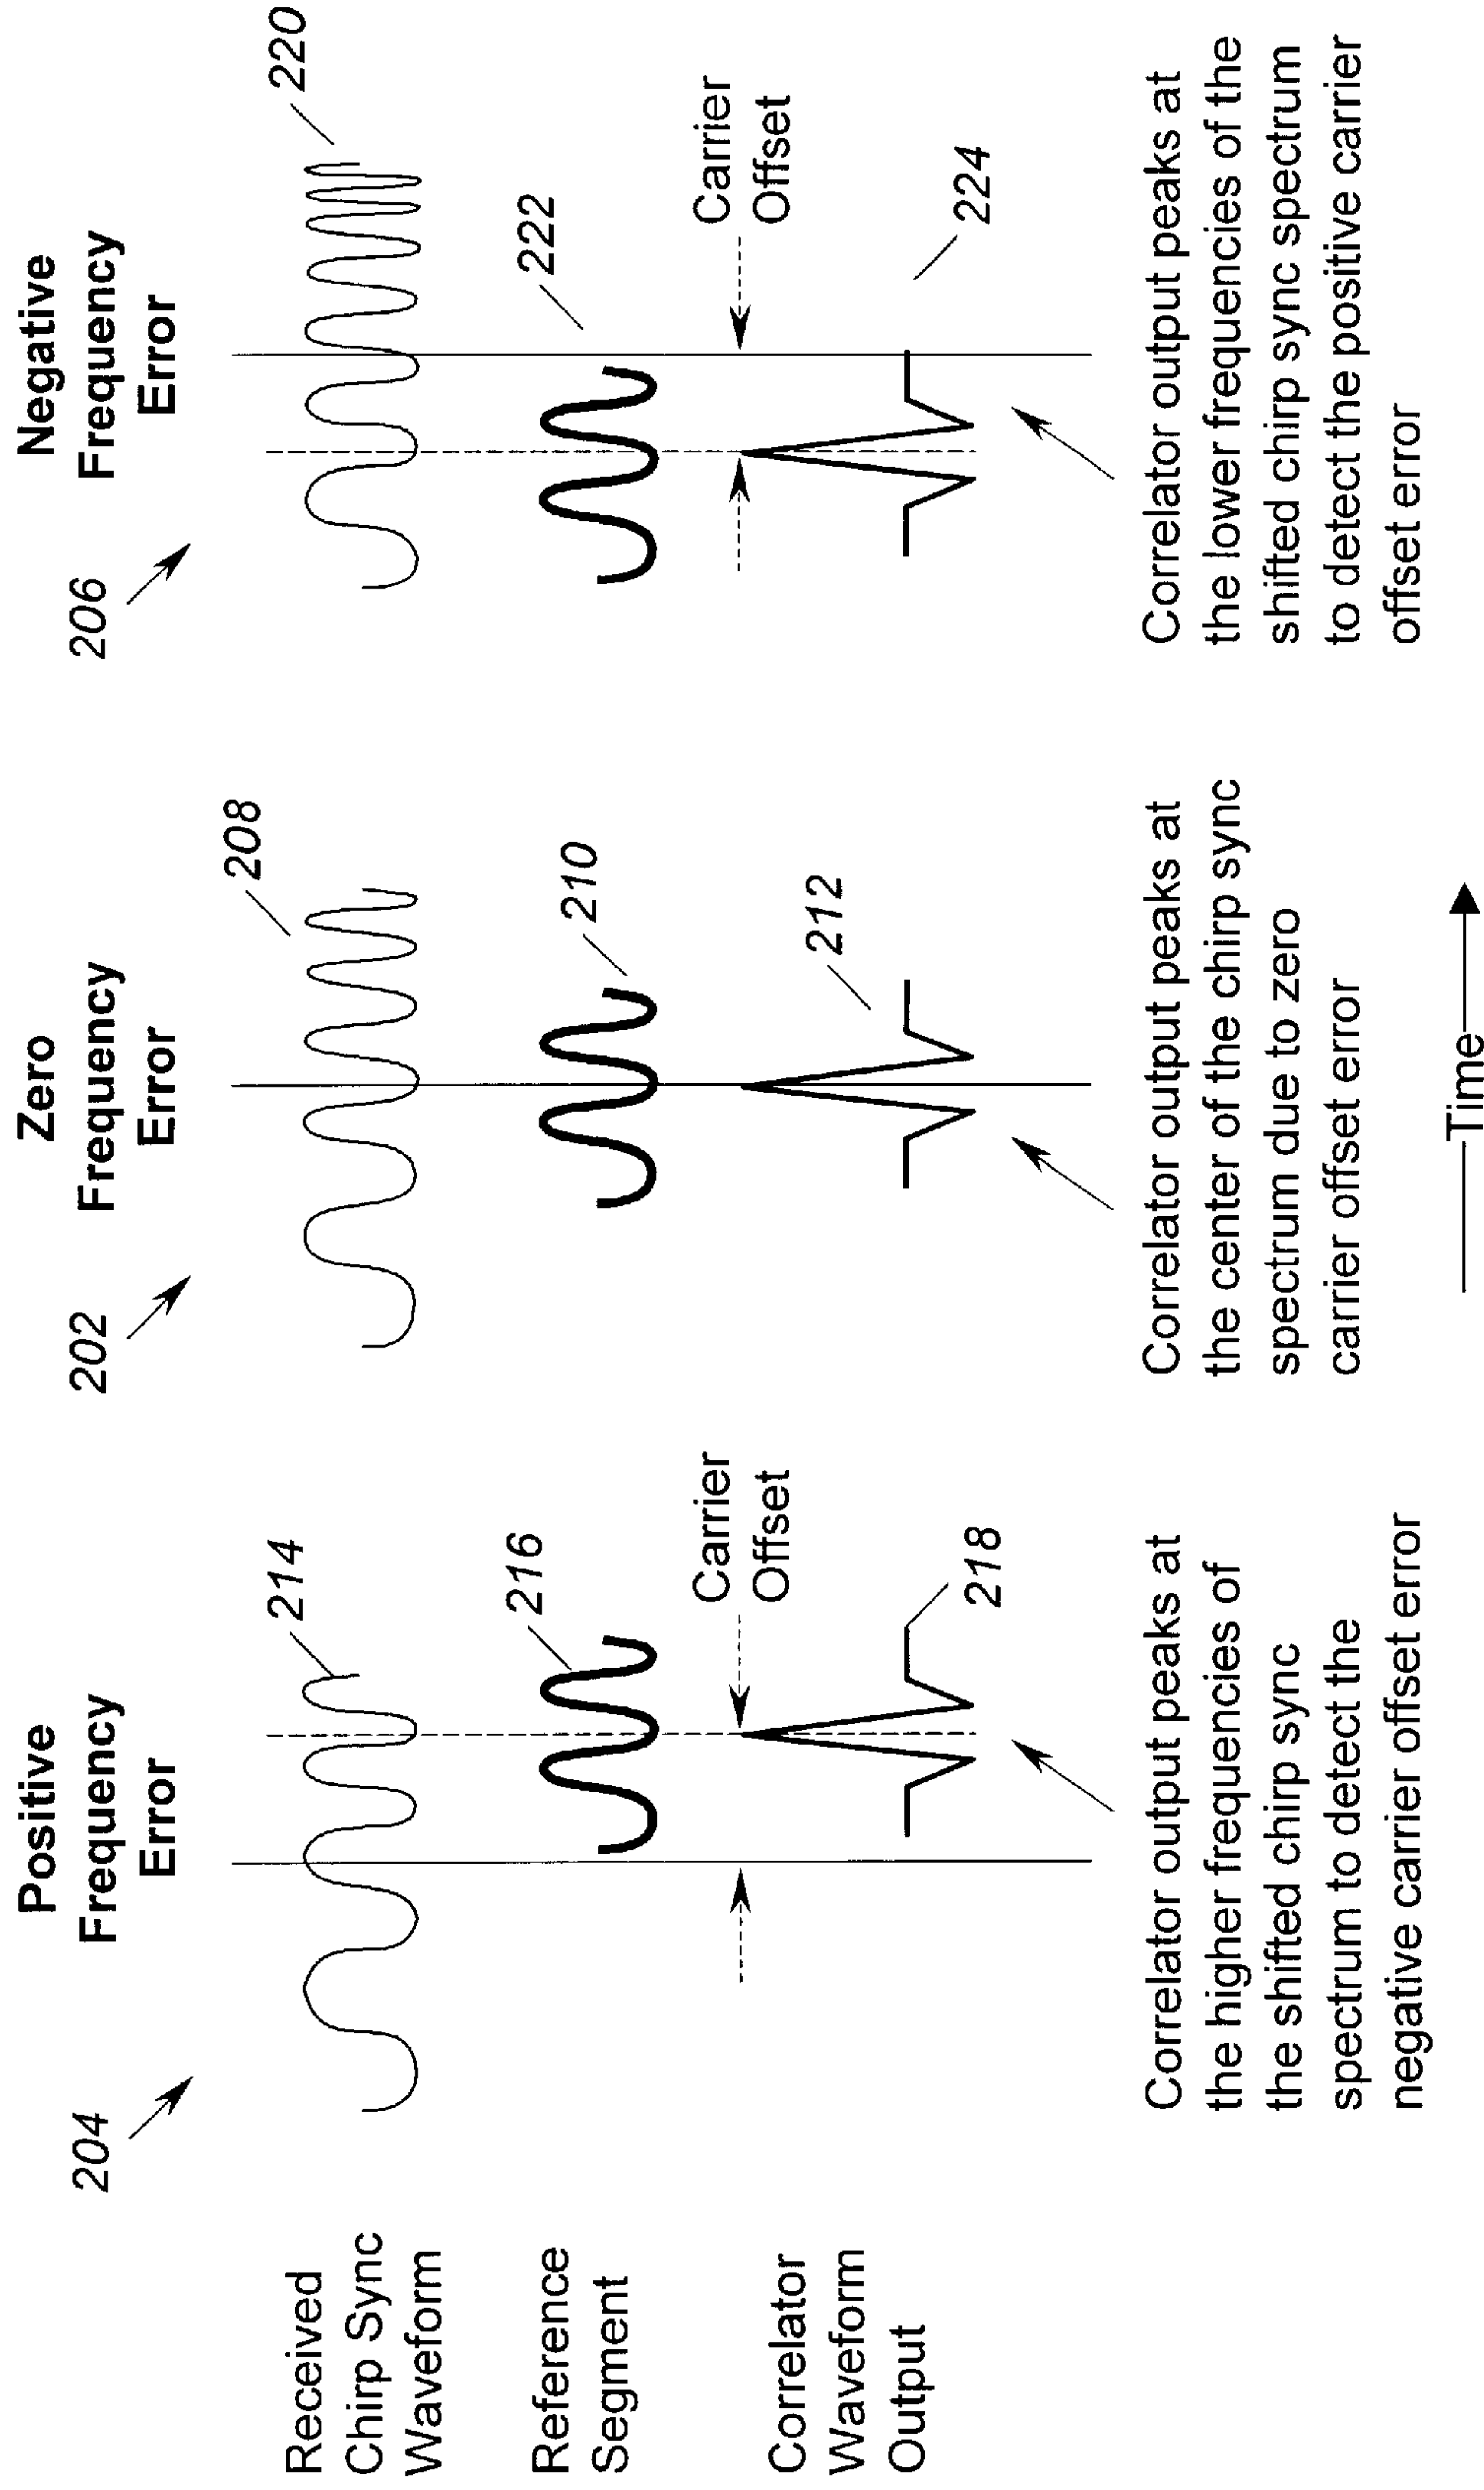 Positive
Frequency
Error
Zero
Frequency
Error
Negative
Frequency
Error
204
202
206
Received
Chirp Sync
Waveform
214
208
220
Reference
Segment
216
210
222
Correlator
Waveform
Output
Carrier
Offset
218
212
Carrier
Offset
224
Correlator output peaks at
the higher frequencies of
the shifted chirp sync
spectrum to detect the
negative carrier offset error
Correlator output peaks at
the center of the chirp sync
spectrum due to zero
carrier offset error
Correlator output peaks at
the lower frequencies of the
shifted chirp sync spectrum
to detect the positive carrier
offset error
Time